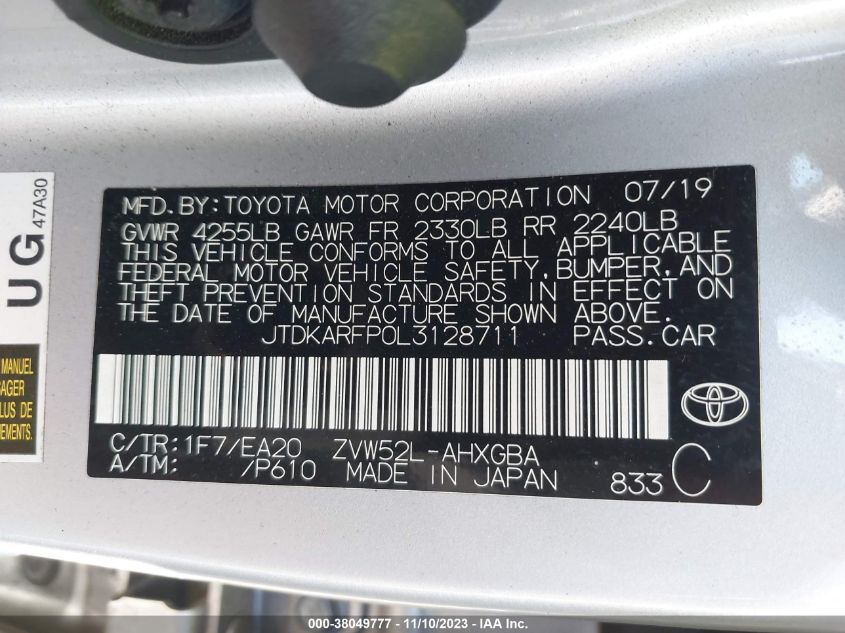 MFD. BY: TOYOTA MOTOR CORPORATION 07/19
GVWR 4255LB GAWR FR 2330LB RR 2240LB
THIS VEHICLE CONFORMS TO ALL APPLICABLE
FEDERAL MOTOR VEHICLE SAFETY, BUMPER, AND
THEFT PREVENTION STANDARDS IN EFFECT ON
THE DATE OF MANUFACTURE SHOWN ABOVE.
JTDKARFP0L3128711 PASS. CAR
C/TR: 1F7/EA20 ZVW52L-AHXGBA
A/TM: /P610 MADE IN JAPAN 833 C
TOYOTA
UG
47A30
MANUEL
LUS DE
NEMENTS.
000-38049777 - 11/10/2023 - IAA Inc.